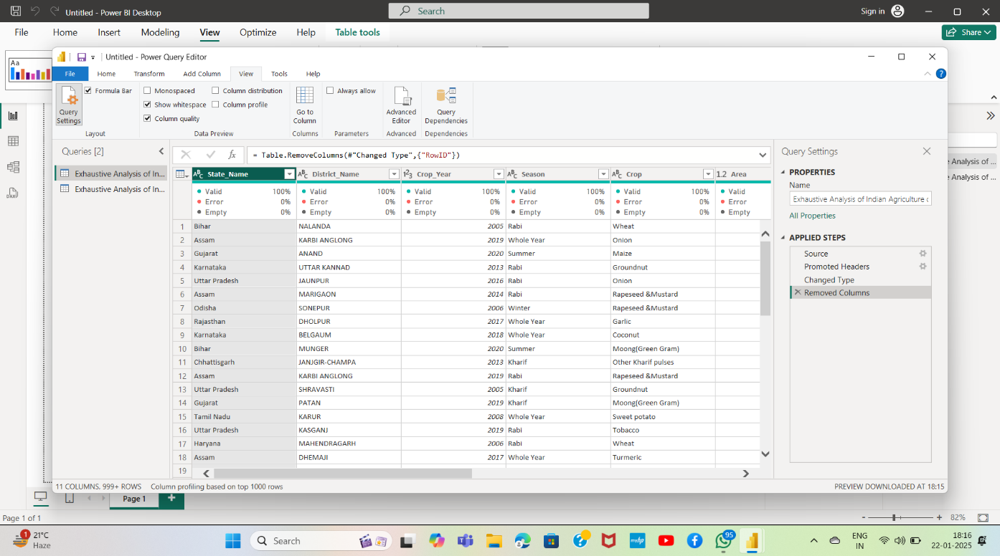 Untitled - Power BI Desktop
Search
Sign in
File Home Insert Modeling View Optimize Help Table tools
Share
Aa
Untitled - Power Query Editor
File Home Transform Add Column View Tools Help
Query Settings
Formula Bar
Layout
Monospaced
Show whitespace
Column quality
Column distribution
Column profile
Data Preview
Go to Column
Columns
Always allow
Parameters
Advanced Editor
Advanced
Query Dependencies
Dependencies
Queries [2]
Exhaustive Analysis of In...
Exhaustive Analysis of In...
fx
= Table.RemoveColumns(#"Changed Type",{"RowID"})
ABC State_Name ABC District_Name 123 Crop_Year ABC Season ABC Crop 1.2 Area
Valid 100% Valid 100% Valid 100% Valid 100% Valid 100% Valid
Error 0% Error 0% Error 0% Error 0% Error 0% Error
Empty 0% Empty 0% Empty 0% Empty 0% Empty 0% Empty
1 Bihar NALANDA 2005 Rabi Wheat
2 Assam KARBI ANGLONG 2019 Whole Year Onion
3 Gujarat ANAND 2020 Summer Maize
4 Karnataka UTTAR KANNAD 2013 Rabi Groundnut
5 Uttar Pradesh JAUNPUR 2016 Rabi Onion
6 Assam MARIGAON 2014 Rabi Rapeseed &Mustard
7 Odisha SONEPUR 2006 Winter Rapeseed &Mustard
8 Rajasthan DHOLPUR 2017 Whole Year Garlic
9 Karnataka BELGAUM 2018 Whole Year Coconut
10 Bihar MUNGER 2020 Summer Moong(Green Gram)
11 Chhattisgarh JANJGIR-CHAMPA 2013 Kharif Other Kharif pulses
12 Assam KARBI ANGLONG 2019 Rabi Rapeseed &Mustard
13 Uttar Pradesh SHRAVASTI 2005 Kharif Groundnut
14 Gujarat PATAN 2019 Kharif Moong(Green Gram)
15 Tamil Nadu KARUR 2008 Whole Year Sweet potato
16 Uttar Pradesh KASGANJ 2019 Rabi Tobacco
17 Haryana MAHENDRAGARH 2006 Rabi Wheat
18 Assam DHEMAJI 2017 Whole Year Turmeric
19
Query Settings
PROPERTIES
Name
Exhaustive Analysis of Indian Agriculture
All Properties
APPLIED STEPS
Source
Promoted Headers
Changed Type
Removed Columns
Analysis of ...
Analysis of ...
11 COLUMNS, 999+ ROWS Column profiling based on top 1000 rows
PREVIEW DOWNLOADED AT 18:15
Page 1
Page 1 of 1
82%
1
21°C
Haze
Search
myhp
95
ENG
IN
18:16
22-01-2025